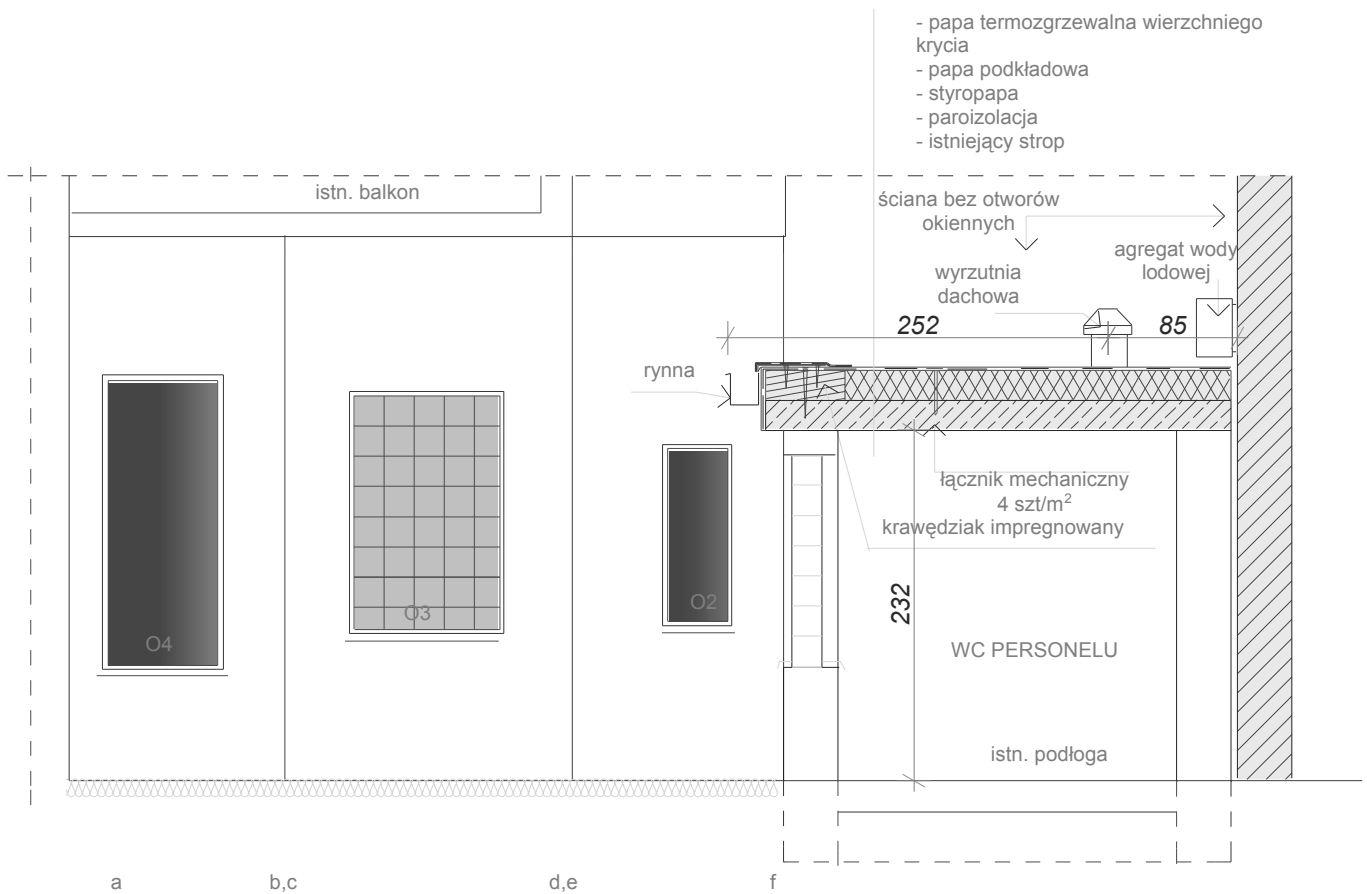 - papa termozgrzewalna wierzchniego
krycia
- papa podkładowa
- styropapa
- paroizolacja
- istniejący strop
istn. balkon
ściana bez otworów
okiennych
agregat wody
lodowej
wyrzutnia
dachowa
252
85
rynna
łącznik mechaniczny
4 szt/m²
krawędziak impregnowany
232
O4
O3
O2
WC PERSONELU
istn. podłoga
a
b,c
d,e
f